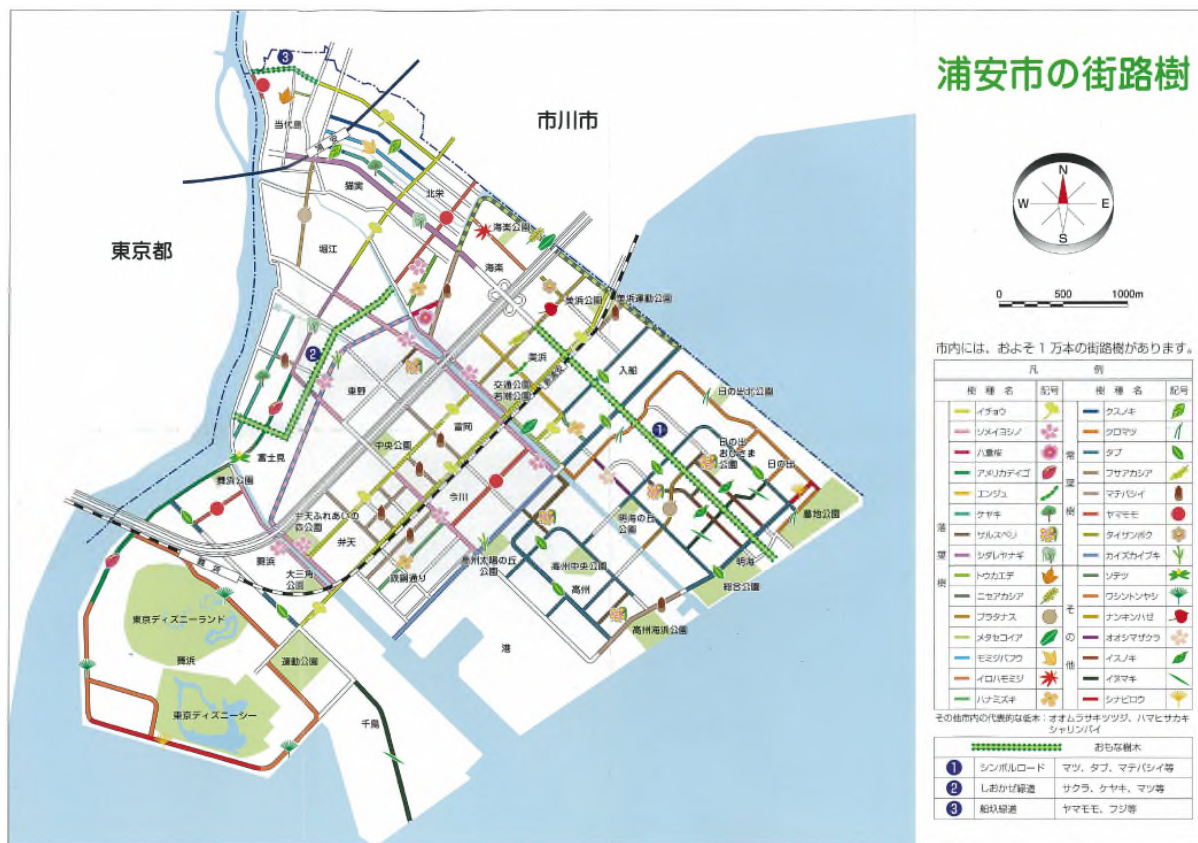 浦安市の街路樹
N
W
E
S
0
500
1000m
市内には、およそ1万本の街路樹があります。
凡 例
樹種名
記号
樹種名
記号
落葉樹
イチョウ
ソメイヨシノ
八重桜
アメリカデイゴ
エンジュ
ケヤキ
サルスベリ
シダレヤナギ
トウカエデ
ニセアカシア
プラタナス
メタセコイア
モミジバフウ
イロハモミジ
ハナミズキ
常葉樹
クスノキ
クロマツ
タブ
フサアカシア
マテバシイ
ヤマモモ
タイサンボク
カイズカイブキ
その他
ソテツ
ワシントンヤシ
ナンキンハゼ
オオシマザクラ
イスノキ
イヌマキ
シナビロウ
その他市内の代表的な低木:オオムラサキツツジ、ハマヒサカキ
シャリンバイ
おもな樹木
1
シンボルロード
マツ、タブ、マテバシイ等
2
しおかぜ緑道
サクラ、ケヤキ、マツ等
3
船圦緑道
ヤマモモ、フジ等
市川市
東京都
3
当代島
猫実
北栄
堀江
海楽公園
海楽
美浜公園
美浜運動公園
2
美浜
入船
東野
交通公園
若潮公園
日の出北公園
1
富岡
中央公園
日の出
おひさま
公園
日の出
富士見
舞浜公園
今川
弁天ふれあいの
森公園
弁天
明海の丘
公園
墓地公園
舞浜
大三角
公園
鉄鋼通り
高洲太陽の丘
公園
高洲中央公園
明海
総合公園
高洲
高洲海浜公園
港
東京ディズニーランド
舞浜
運動公園
東京ディズニーシー
千鳥